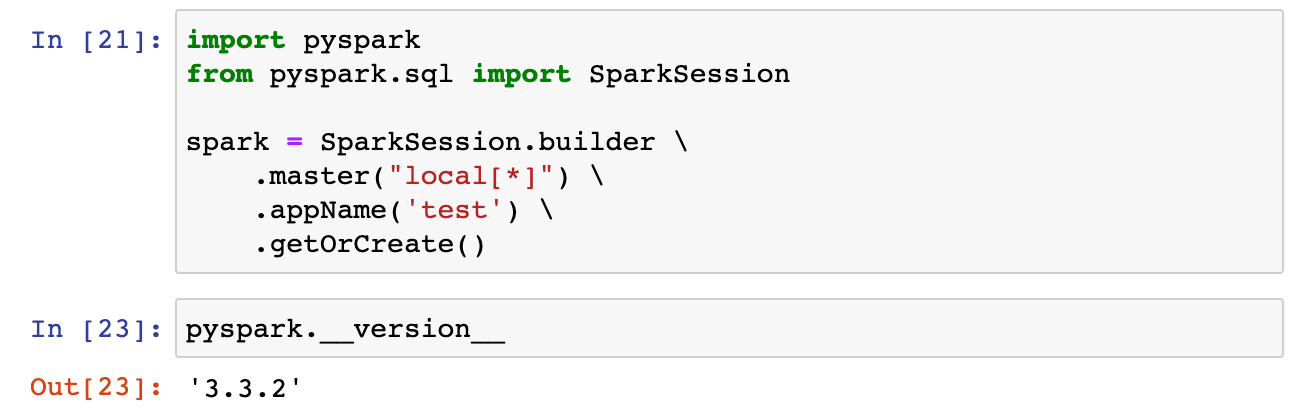 In [21]: import pyspark
from pyspark.sql import SparkSession
spark = SparkSession.builder \
.master("local[*]") \
.appName('test') \
.getOrCreate()
In [23]: pyspark.__version__
Out[23]: '3.3.2'